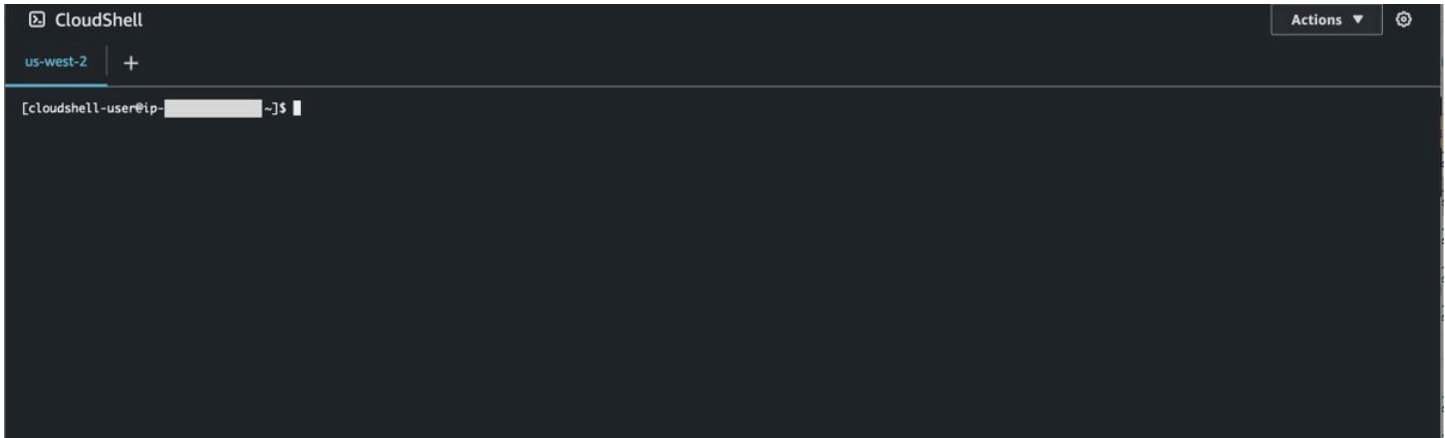 CloudShell
Actions ▼
us-west-2 +
[cloudshell-user@ip- ~]$